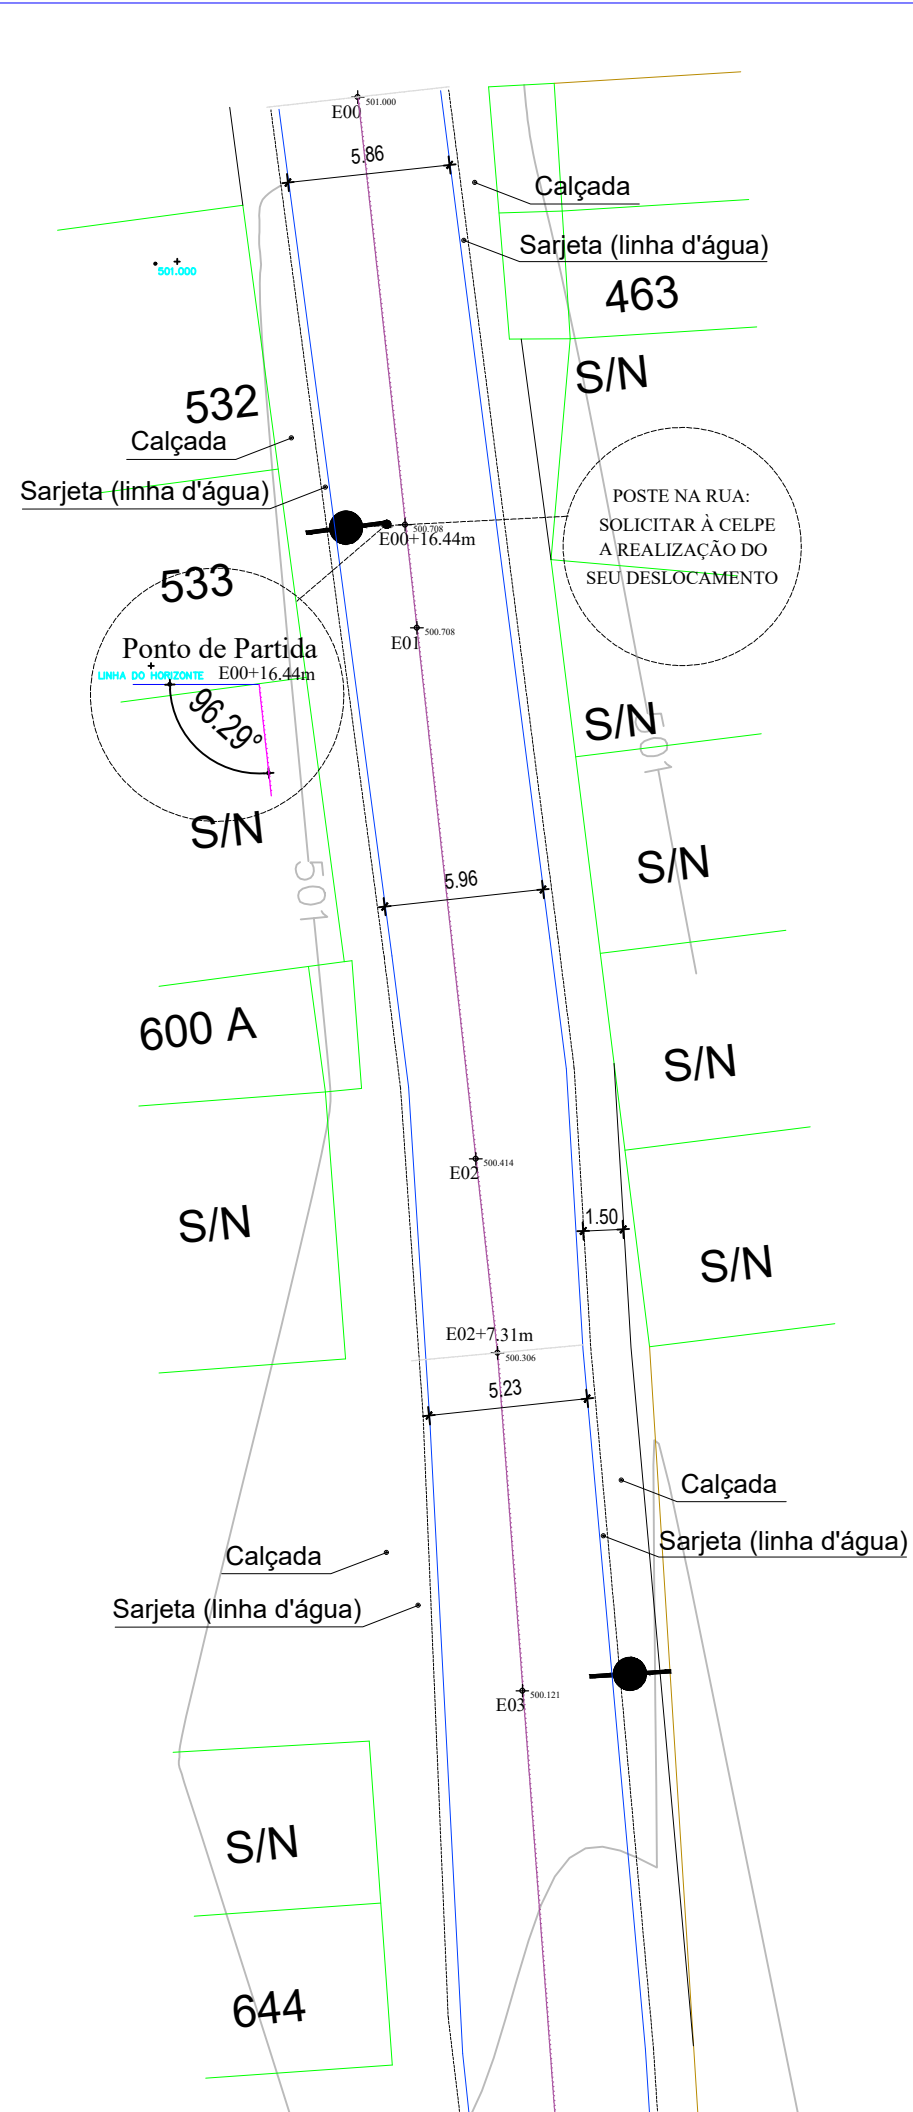 501.000
E00
5.86
Calçada
Sarjeta (linha d'água)
501.000
463
S/N
532
Calçada
Sarjeta (linha d'água)
POSTE NA RUA:
SOLICITAR À CELPE
A REALIZAÇÃO DO
SEU DESLOCAMENTO
500.708
E00+16.44m
533
500.708
E01
Ponto de Partida
LINHA DO HORIZONTE
E00+16.44m
96.29°
S/N
501
S/N
S/N
5.96
501
600 A
S/N
E02
500.414
S/N
1.50
S/N
E02+7.31m
500.306
5.23
Calçada
Sarjeta (linha d'água)
Calçada
Sarjeta (linha d'água)
E03
500.121
S/N
644